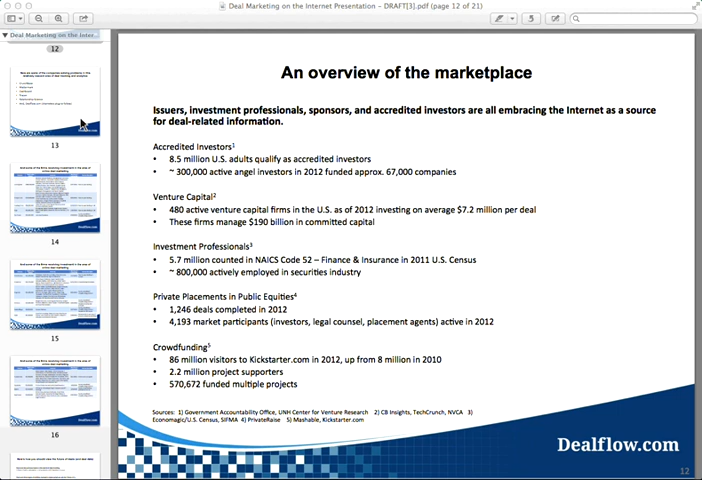 Deal Marketing on the Internet Presentation – DRAFT[3].pdf (page 12 of 21)
Deal Marketing on the Inter...
12
13
14
15
16
An overview of the marketplace
Issuers, investment professionals, sponsors, and accredited investors are all embracing the Internet as a source
for deal-related information.
Accredited Investors1
• 8.5 million U.S. adults qualify as accredited investors
• ~ 300,000 active angel investors in 2012 funded approx. 67,000 companies
Venture Capital2
• 480 active venture capital firms in the U.S. as of 2012 investing on average $7.2 million per deal
• These firms manage $190 billion in committed capital
Investment Professionals3
• 5.7 million counted in NAICS Code 52 – Finance & Insurance in 2011 U.S. Census
• ~ 800,000 actively employed in securities industry
Private Placements in Public Equities4
• 1,246 deals completed in 2012
• 4,193 market participants (investors, legal counsel, placement agents) active in 2012
Crowdfunding5
• 86 million visitors to Kickstarter.com in 2012, up from 8 million in 2010
• 2.2 million project supporters
• 570,672 funded multiple projects
Sources: 1) Government Accountability Office, UNH Center for Venture Research 2) CB Insights, TechCrunch, NVCA 3)
Economagic/U.S. Census, SIFMA 4) PrivateRaise 5) Mashable, Kickstarter.com
Dealflow.com
12
Dealflow.com
Dealflow.com
Dealflow.com
Dealflow.com